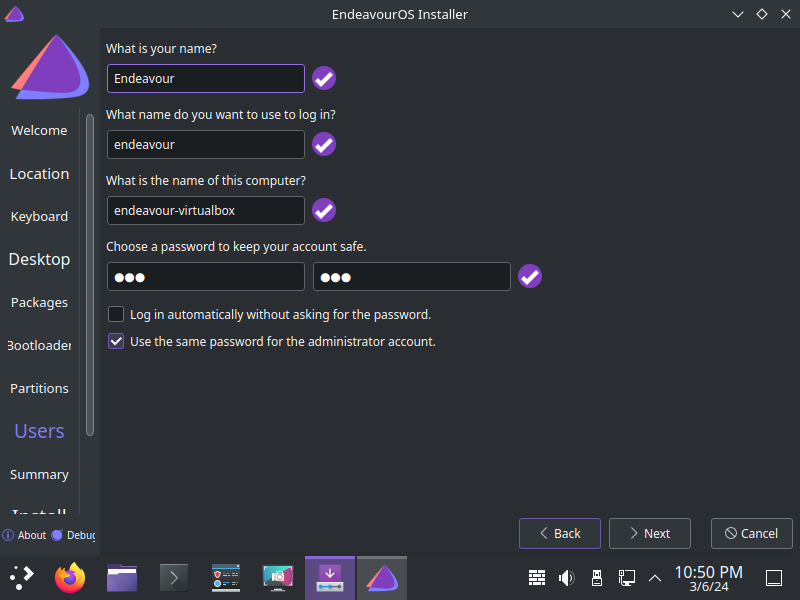 EndeavourOS Installer
Welcome
Location
Keyboard
Desktop
Packages
Bootloader
Partitions
Users
Summary
Install
About
Debug
What is your name?
Endeavour
What name do you want to use to log in?
endeavour
What is the name of this computer?
endeavour-virtualbox
Choose a password to keep your account safe.
Log in automatically without asking for the password.
Use the same password for the administrator account.
Back
Next
Cancel
10:50 PM
3/6/24